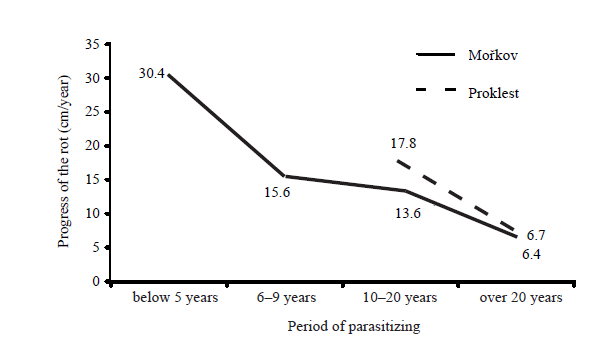 Progress of the rot (cm/year)
35
30
25
20
15
10
5
0
30.4
15.6
17.8
13.6
6.7
6.4
Mořkov
Proklest
below 5 years
6–9 years
10–20 years
over 20 years
Period of parasitizing